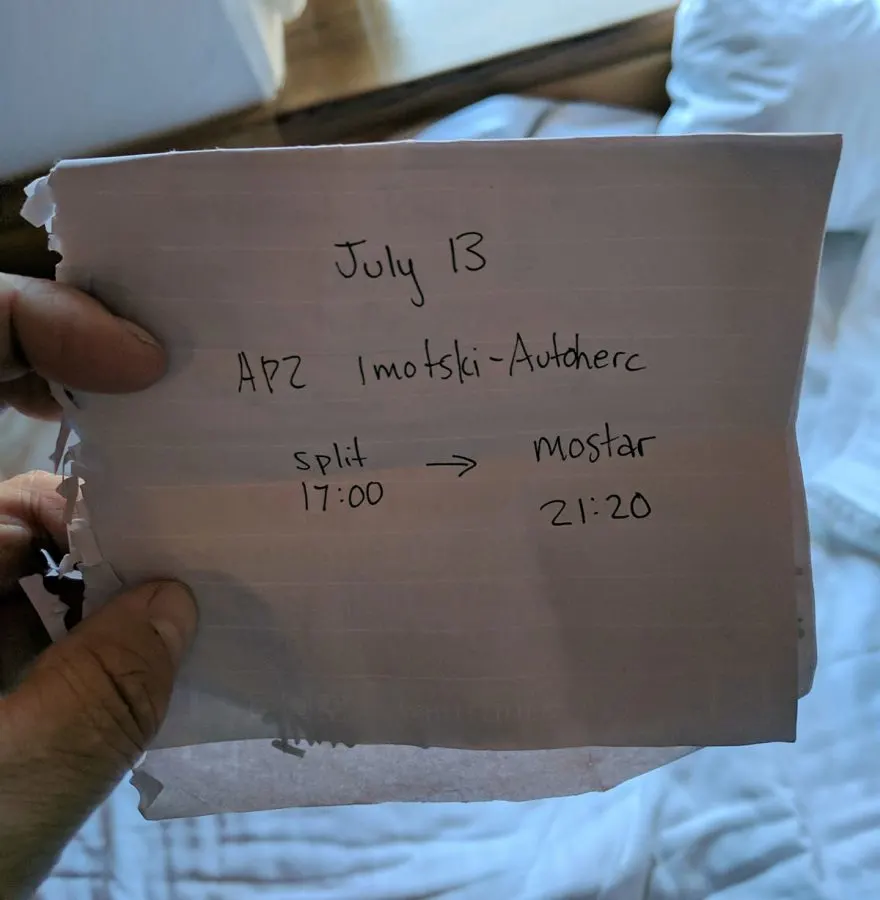 July 13
APZ Imotski-Autoherc
split → mostar
17:00 21:20